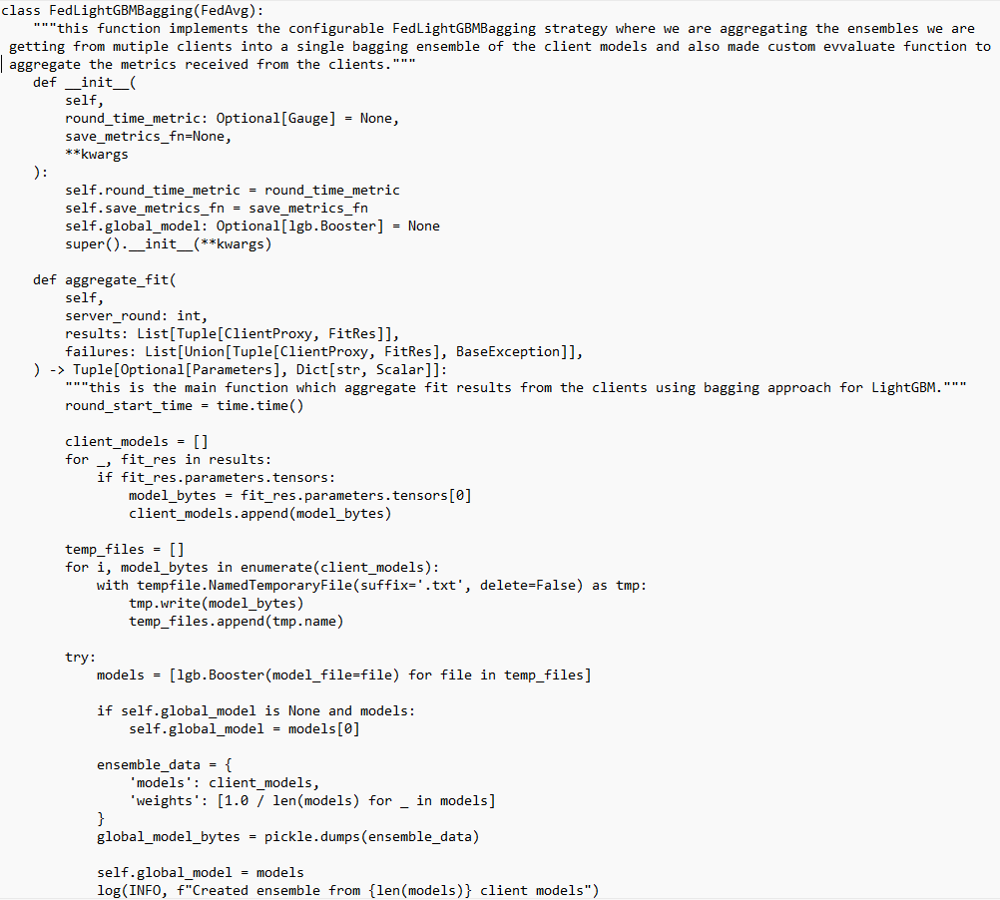 class FedLightGBMBagging(FedAvg):
    """this function implements the configurable FedLightGBMBagging strategy where we are aggregating the ensembles we are
 getting from mutiple clients into a single bagging ensemble of the client models and also made custom evvaluate function to
 aggregate the metrics received from the clients."""
    def __init__(
        self,
        round_time_metric: Optional[Gauge] = None,
        save_metrics_fn=None,
        **kwargs
    ):
        self.round_time_metric = round_time_metric
        self.save_metrics_fn = save_metrics_fn
        self.global_model: Optional[lgb.Booster] = None
        super().__init__(**kwargs)

    def aggregate_fit(
        self,
        server_round: int,
        results: List[Tuple[ClientProxy, FitRes]],
        failures: List[Union[Tuple[ClientProxy, FitRes], BaseException]],
    ) -> Tuple[Optional[Parameters], Dict[str, Scalar]]:
        """this is the main function which aggregate fit results from the clients using bagging approach for LightGBM."""
        round_start_time = time.time()

        client_models = []
        for _, fit_res in results:
            if fit_res.parameters.tensors:
                model_bytes = fit_res.parameters.tensors[0]
                client_models.append(model_bytes)

        temp_files = []
        for i, model_bytes in enumerate(client_models):
            with tempfile.NamedTemporaryFile(suffix='.txt', delete=False) as tmp:
                tmp.write(model_bytes)
                temp_files.append(tmp.name)

        try:
            models = [lgb.Booster(model_file=file) for file in temp_files]

            if self.global_model is None and models:
                self.global_model = models[0]

            ensemble_data = {
                'models': client_models,
                'weights': [1.0 / len(models) for _ in models]
            }
            global_model_bytes = pickle.dumps(ensemble_data)

            self.global_model = models
            log(INFO, f"Created ensemble from {len(models)} client models")